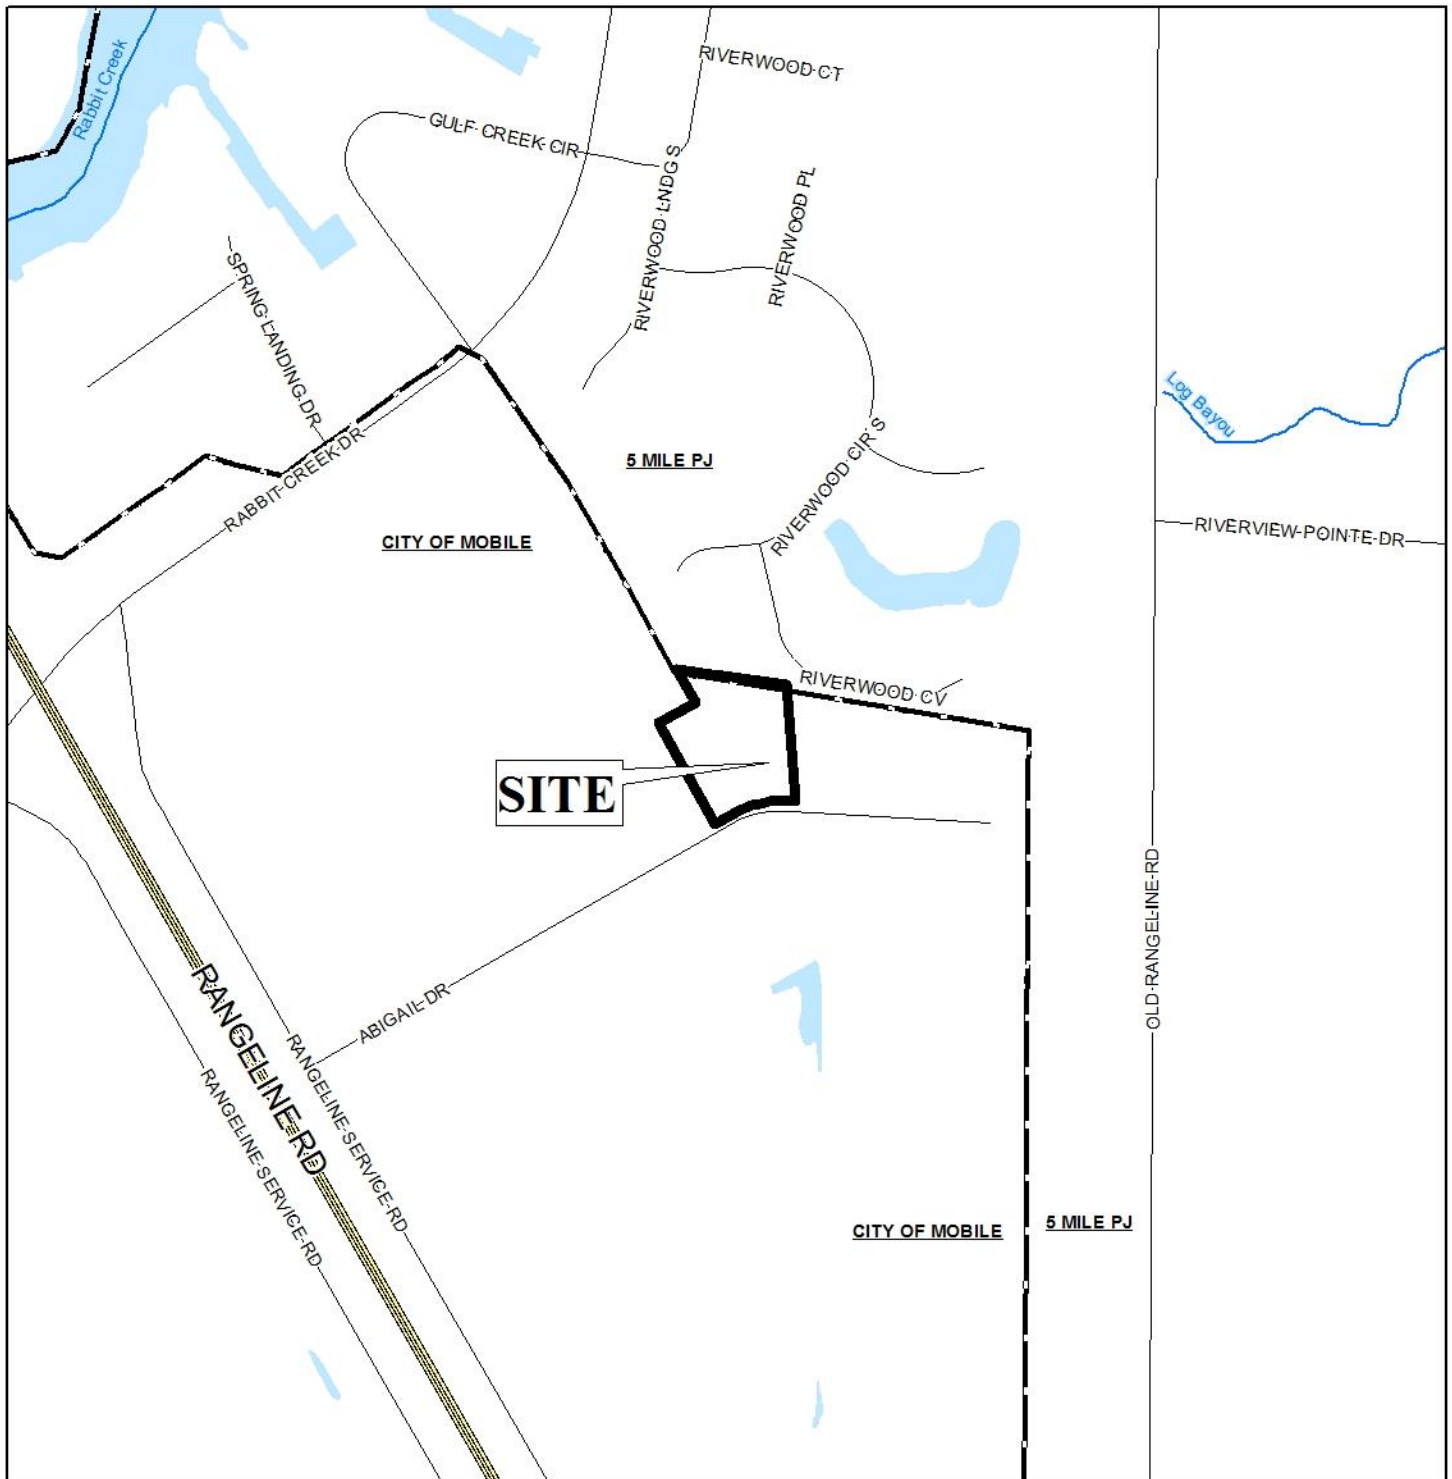 RIVERWOOD CT
Rabbit Creek
GULF CREEK CIR
RIVERWOOD LNDG S
RIVERWOOD PL
SPRING LANDING DR
Log Bayou
RABBIT CREEK DR
5 MILE PJ
RIVERWOOD CIR S
RIVERVIEW POINTE DR
CITY OF MOBILE
RIVERWOOD CV
SITE
OLD RANGELINE RD
ABIGAIL DR
RANGELINE RD
RANGELINE SERVICE RD
RANGELINE SERVICE RD
CITY OF MOBILE
5 MILE PJ